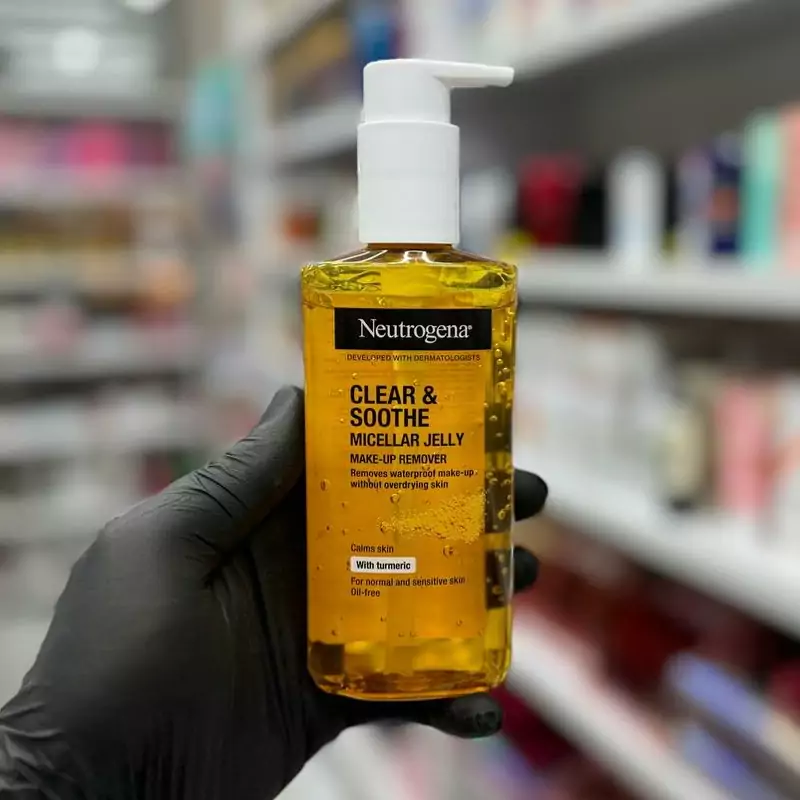 Neutrogena®
DEVELOPED WITH DERMATOLOGISTS
CLEAR &
SOOTHE
MICELLAR JELLY
MAKE-UP REMOVER
Removes waterproof make-up
without overdrying skin
Calms skin
With turmeric
For normal and sensitive skin
Oil-free